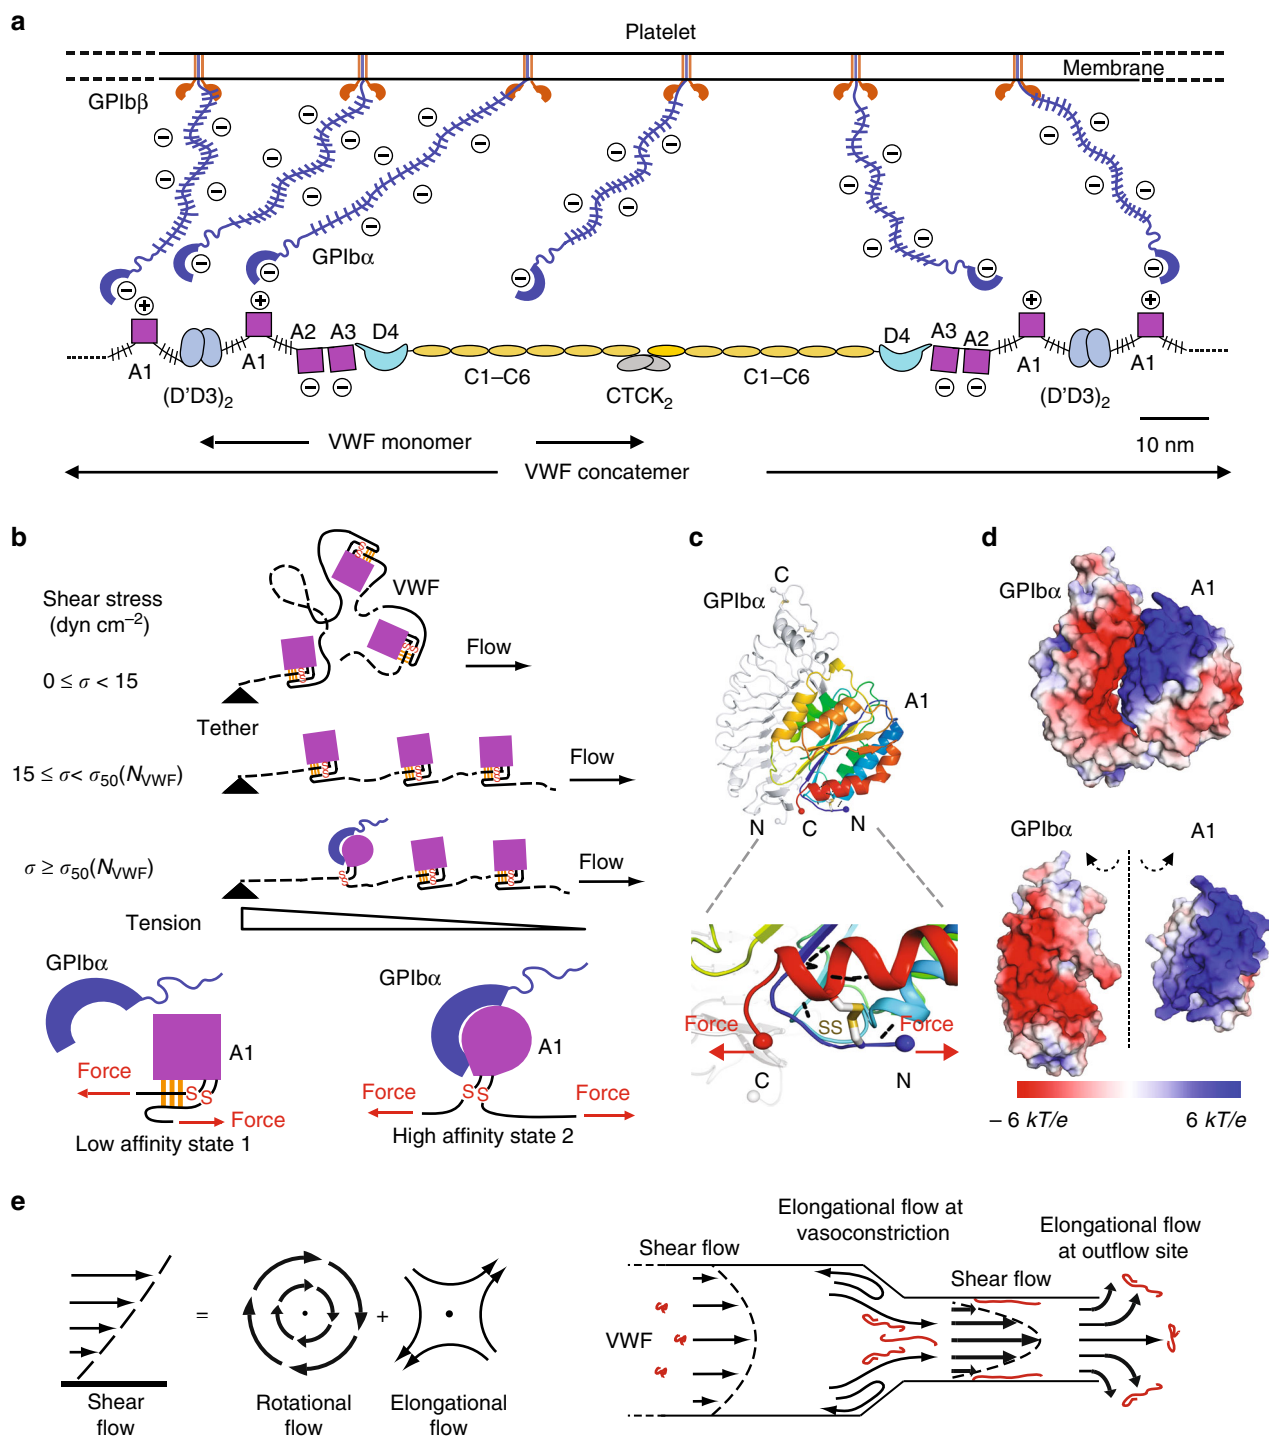 a
Platelet
Membrane
GPIbβ
GPIbα
A1
(D'D3)2
A1
A2
A3
D4
C1–C6
CTCK2
C1–C6
D4
A3
A2
A1
(D'D3)2
A1
10 nm
VWF monomer
VWF concatemer
b
Shear stress
(dyn cm−2)
0 ≤ σ < 15
VWF
Flow
Tether
15 ≤ σ< σ50(NVWF)
Flow
σ ≥ σ50(NVWF)
S
S
Flow
Tension
GPIbα
A1
Force
SS
Force
Low affinity state 1
GPIbα
A1
Force
SS
Force
High affinity state 2
c
C
GPIbα
A1
N
C
N
Force
SS
Force
C
N
d
GPIbα
A1
GPIbα
A1
− 6 kT/e
6 kT/e
e
=
+
Shear
flow
Rotational
flow
Elongational
flow
Shear flow
VWF
Elongational flow at
vasoconstriction
Shear flow
Elongational flow
at outflow site